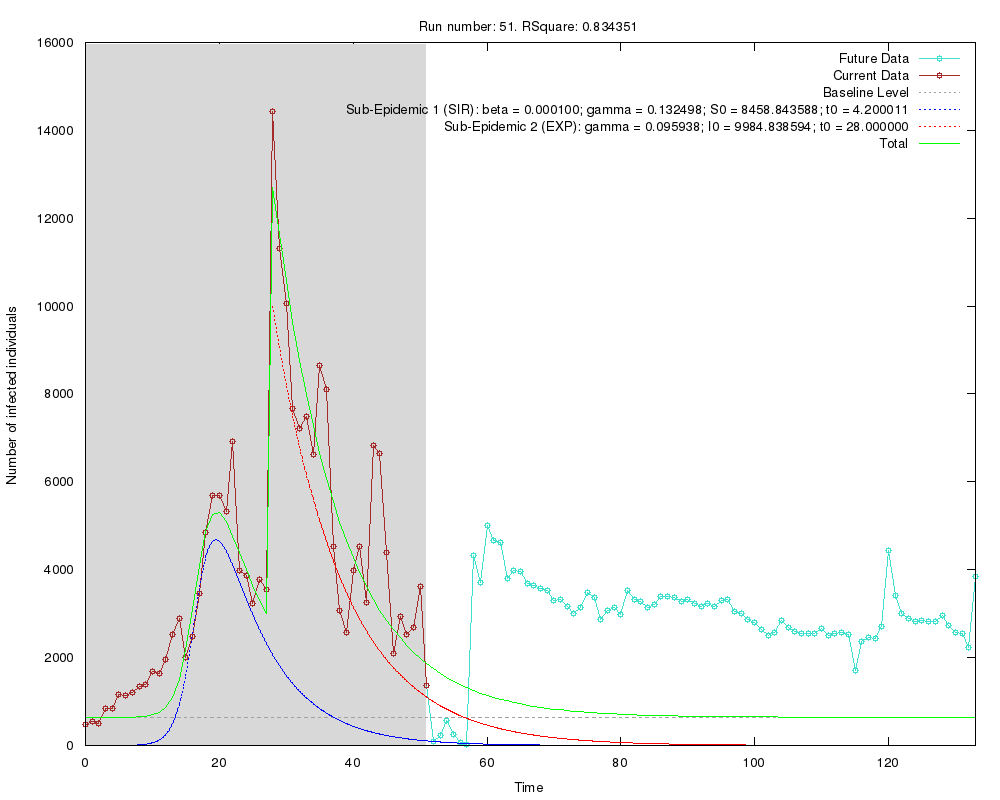 Run number: 51. RSquare: 0.834351
Future Data
Current Data
Baseline Level
Sub-Epidemic 1 (SIR): beta = 0.000100; gamma = 0.132498; S0 = 8458.843588; t0 = 4.200011
Sub-Epidemic 2 (EXP): gamma = 0.095938; I0 = 9984.838594; t0 = 28.000000
Total
Number of infected individuals
16000
14000
12000
10000
8000
6000
4000
2000
0
0 20 40 60 80 100 120
Time